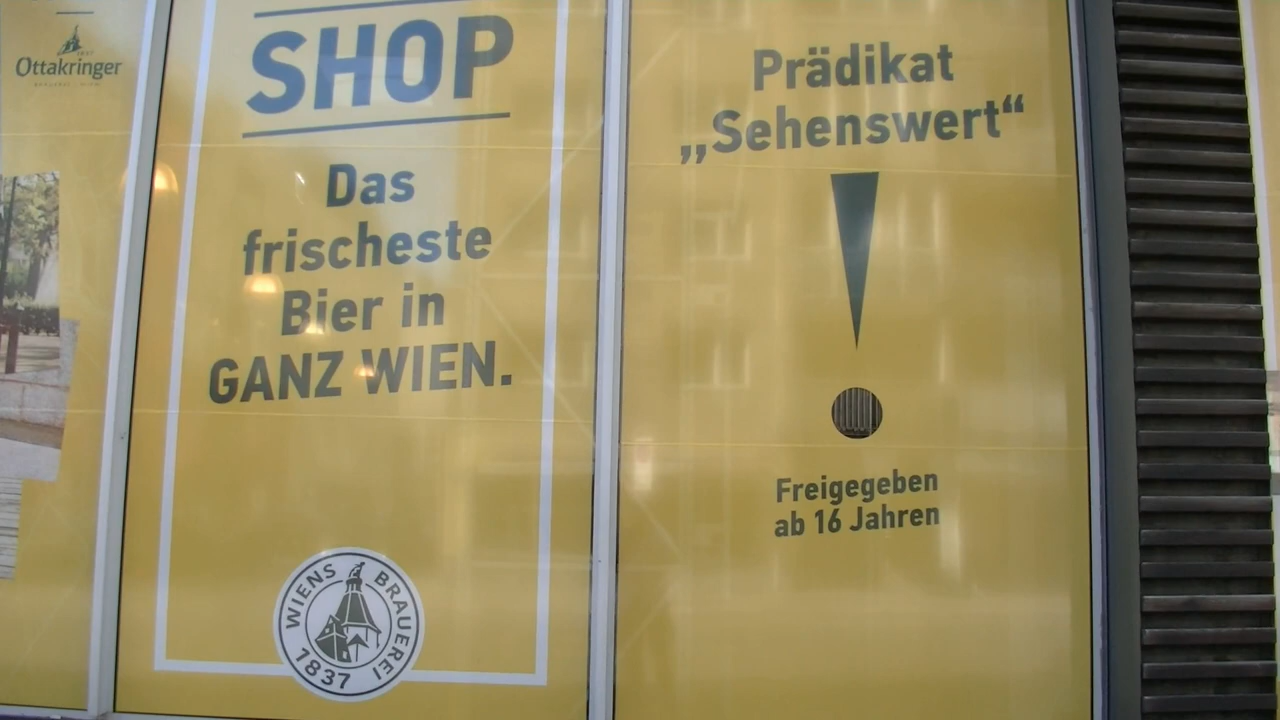 Ottakringer
SHOP
Das
frischeste
Bier in
GANZ WIEN.
WIENS BRAUEREI
1837
Prädikat
„Sehenswert“
Freigegeben
ab 16 Jahren